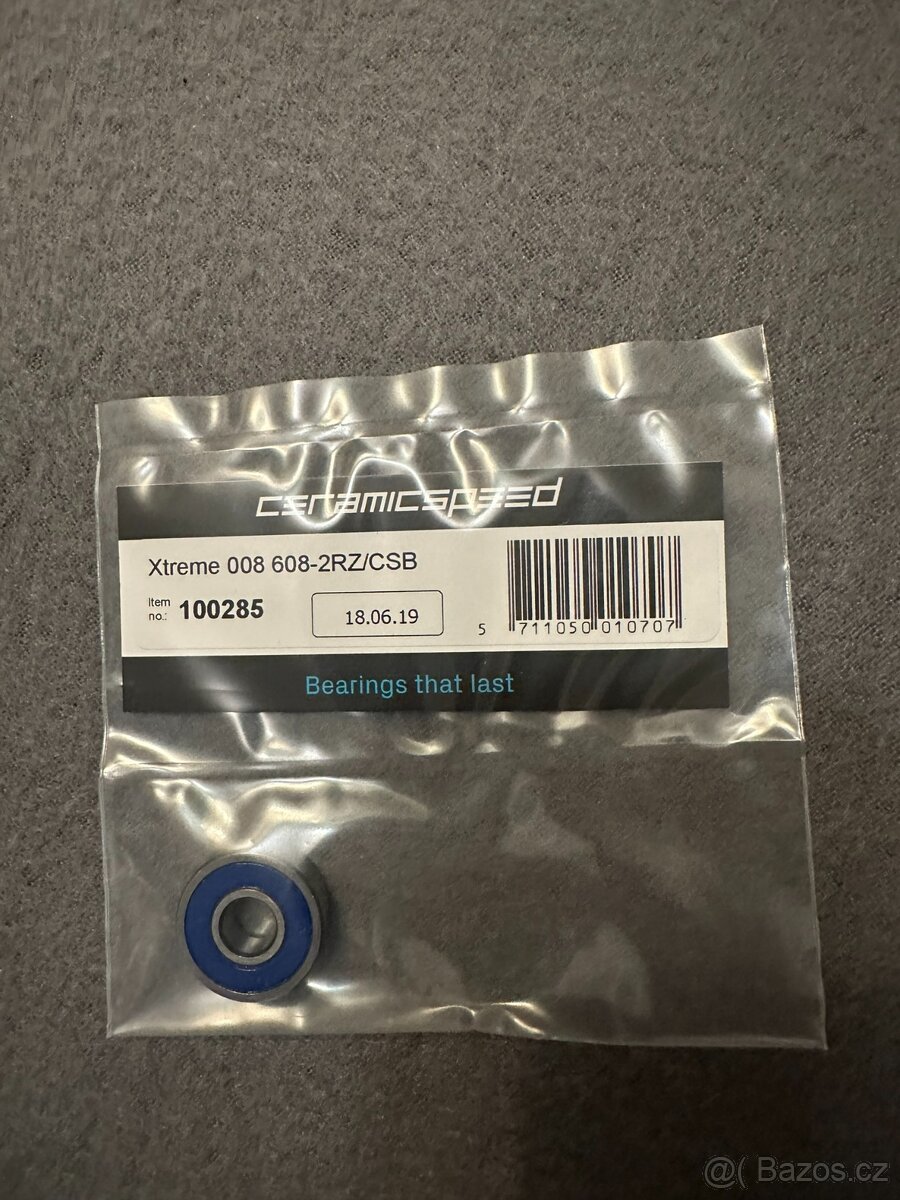 ceramicspeed
Xtreme 008 608-2RZ/CSB
Item no.: 100285
18.06.19
5 711050 010707
Bearings that last
@( Bazos.cz